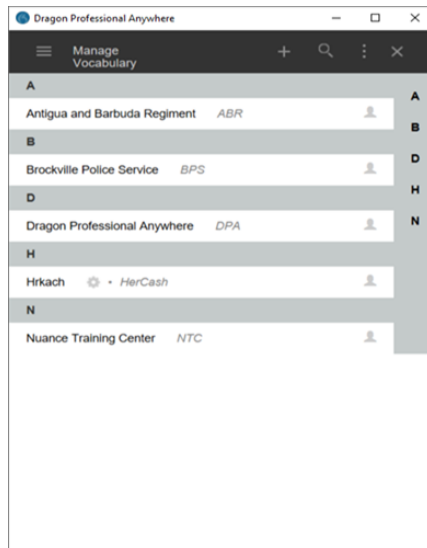 Dragon Professional Anywhere
Manage
Vocabulary
A
Antigua and Barbuda Regiment ABR
B
Brockville Police Service BPS
D
Dragon Professional Anywhere DPA
H
Hrkach • HerCash
N
Nuance Training Center NTC
A
B
D
H
N